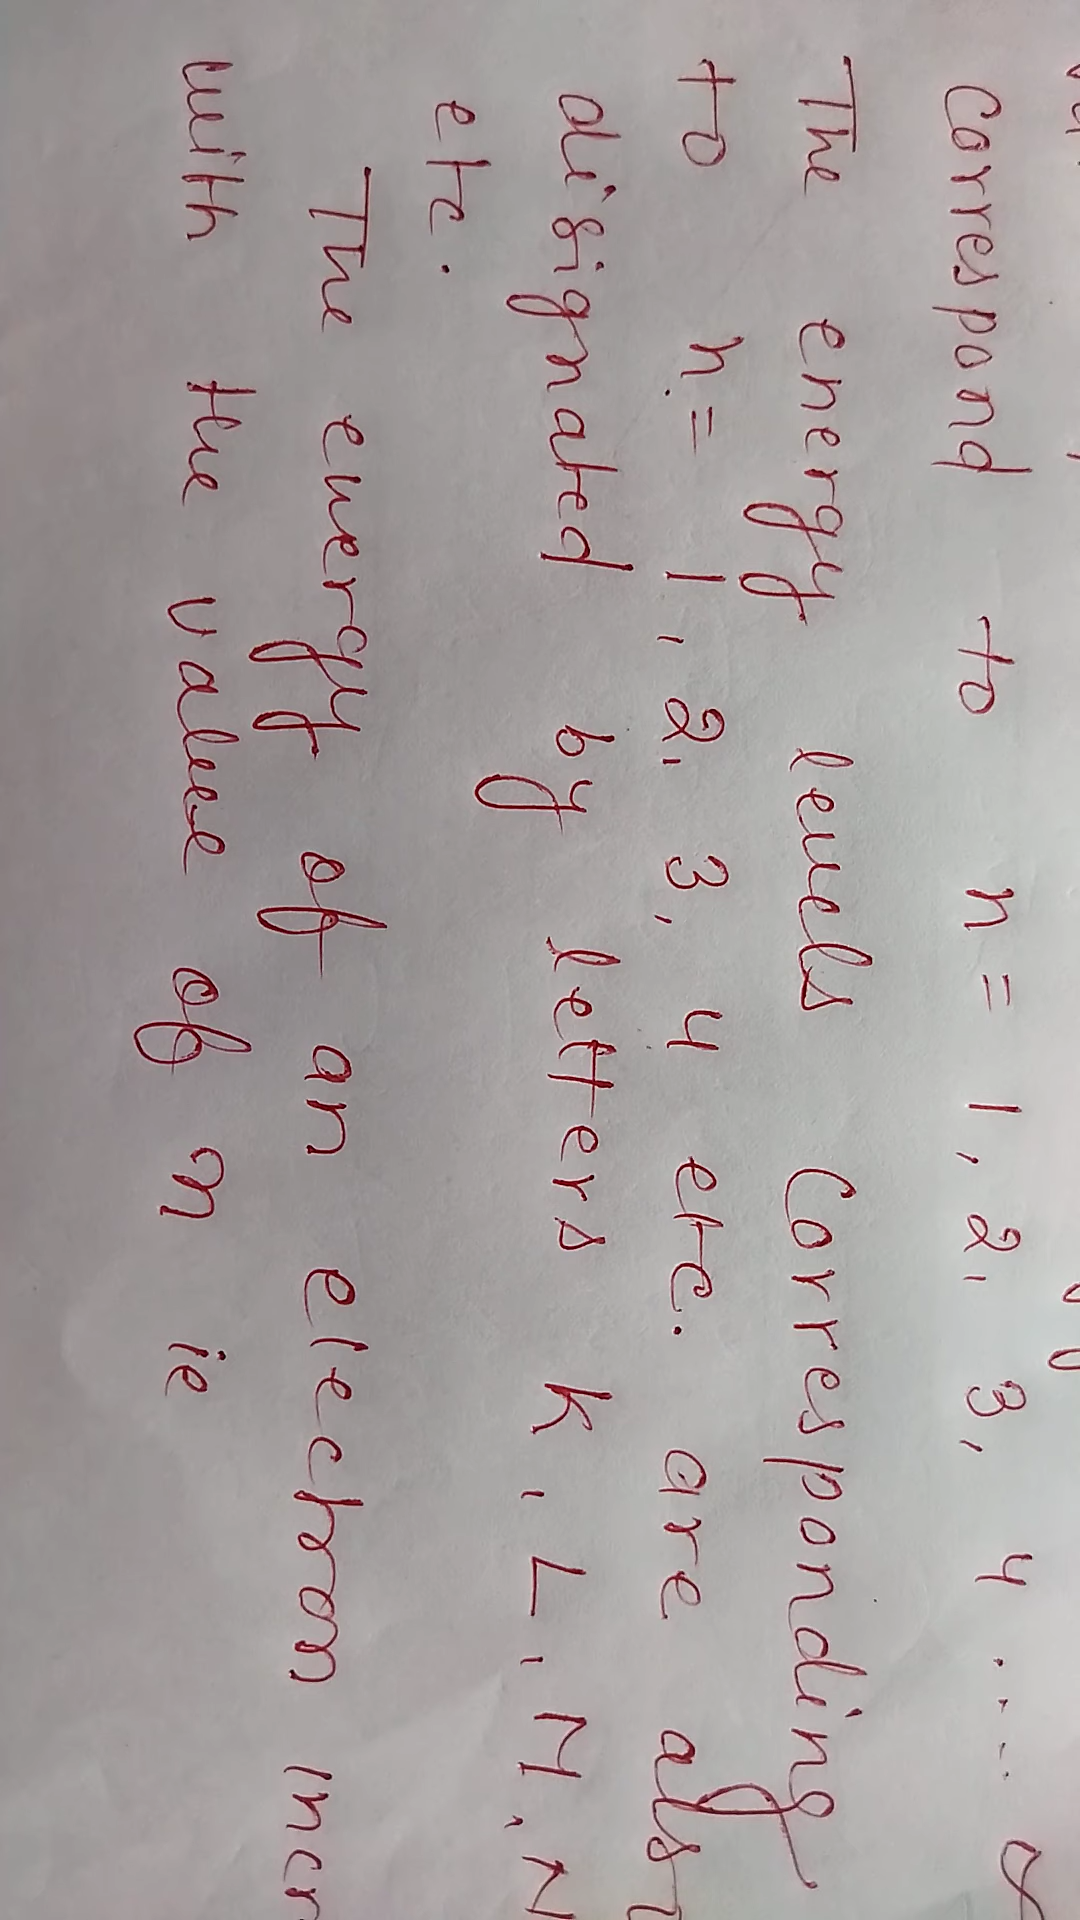 correspond to n = 1, 2, 3, 4 ....
The energy levels Corresponding
to n = 1, 2, 3, 4 etc. are also
disignated by letters K, L, M, N
etc.
The energy of an electron incr
with the value of n ie